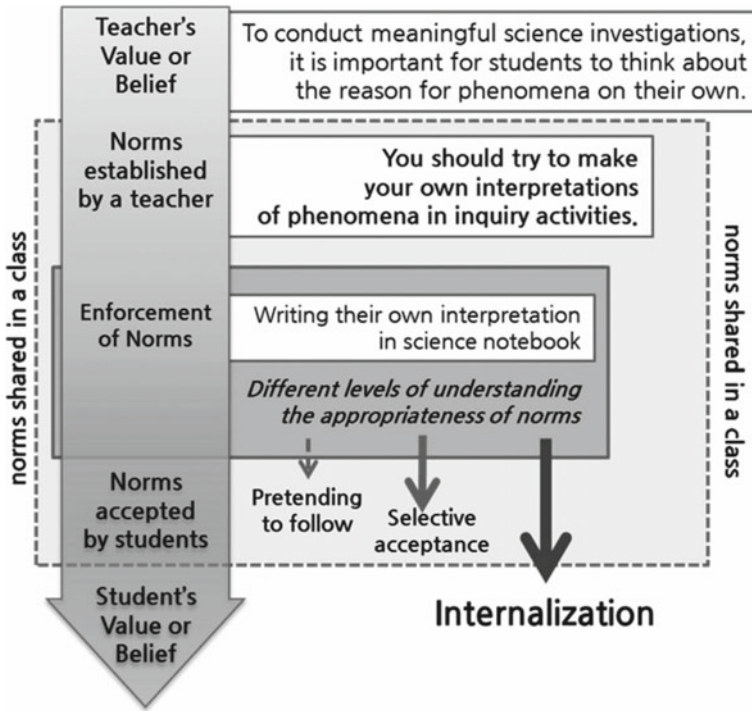 Teacher's
Value or
Belief
To conduct meaningful science investigations,
it is important for students to think about
the reason for phenomena on their own.
Norms
established
by a teacher
You should try to make
your own interpretations
of phenomena in inquiry activities.
norms shared in a class
norms shared in a class
Enforcement
of Norms
Writing their own interpretation
in science notebook
Different levels of understanding
the appropriateness of norms
Norms
accepted
by students
Pretending
to follow
Selective
acceptance
Internalization
Student's
Value or
Belief